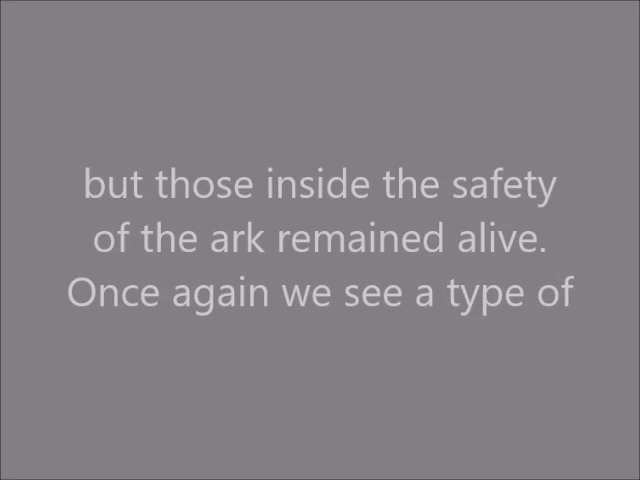 but those inside the safety
of the ark remained alive.
Once again we see a type of